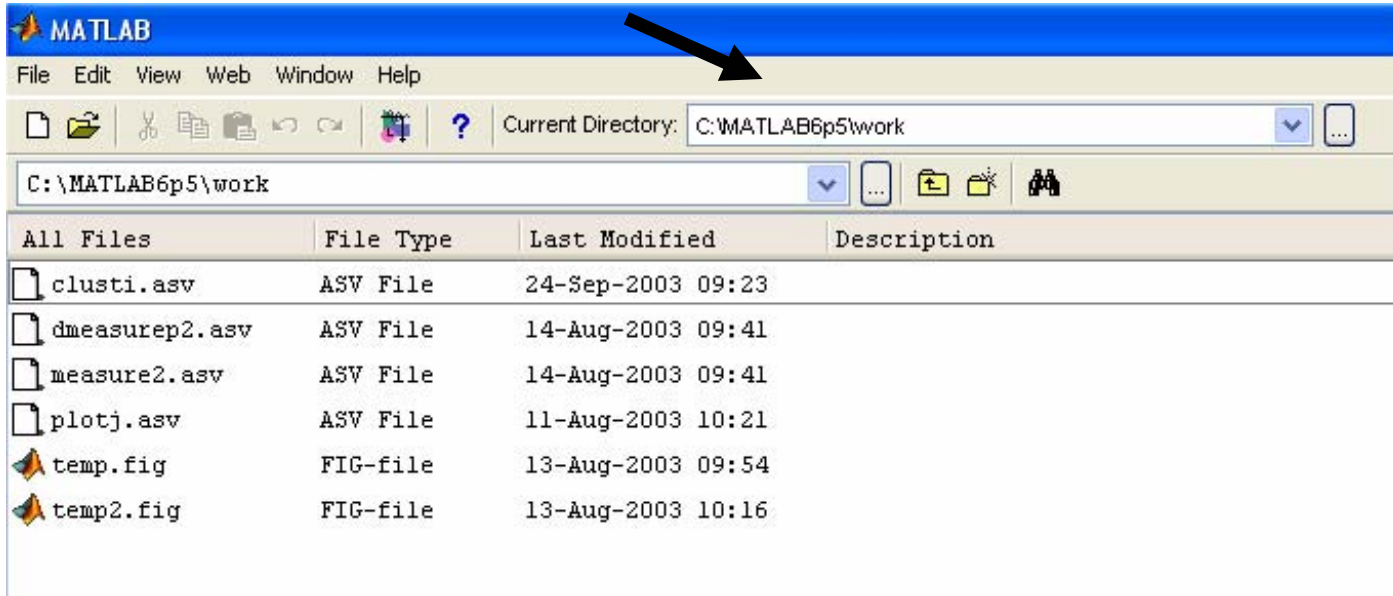 MATLAB
File Edit View Web Window Help
? Current Directory: C:\MATLAB6p5\work ...
C:\MATLAB6p5\work ...
All Files File Type Last Modified Description
clusti.asv ASV File 24-Sep-2003 09:23
dmeasurep2.asv ASV File 14-Aug-2003 09:41
measure2.asv ASV File 14-Aug-2003 09:41
plotj.asv ASV File 11-Aug-2003 10:21
temp.fig FIG-file 13-Aug-2003 09:54
temp2.fig FIG-file 13-Aug-2003 10:16